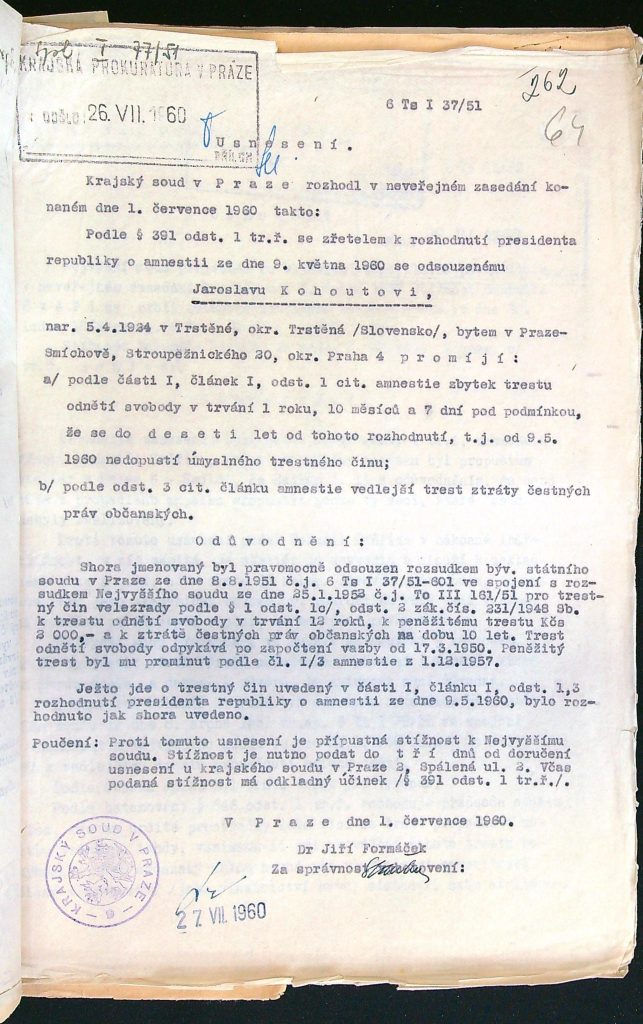 I 77/51
KRAJSKÁ PROKURATURA V PRAZE
DOŠLO: 26. VII. 1960
262
64
6 Ts I 37/51
U s n e s e n í .
Krajský soud v P r a z e rozhodl v neveřejném zasedání ko-
naném dne 1. července 1960 takto:
Podle § 391 odst. 1 tr.ř. se zřetelem k rozhodnutí presidenta
republiky o amnestii ze dne 9. května 1960 se odsouzenému
Jaroslavu K o h o u t o v i ,
nar. 5.4.1924 v Trstěné, okr. Trstěná /Slovensko/, bytem v Praze-
Smíchově, Stroupežnického 20, okr. Praha 4 p r o m í j í :
a/ podle části I, článek I, odst. 1 cit. amnestie zbytek trestu
odnětí svobody v trvání 1 roku, 10 měsíců a 7 dní pod podmínkou,
že se do d e s e t i let od tohoto rozhodnutí, t.j. od 9.5.
1960 nedopustí úmyslného trestného činu;
b/ podle odst. 3 cit. článku amnestie vedlejší trest ztráty čestných
práv občanských.
O d ů v o d n ě n í :
Shora jmenovaný byl pravomocně odsouzen rozsudkem býv. státního
soudu v Praze ze dne 8.8.1951 č.j. 6 Ts I 37/51-601 ve spojení s roz-
sudkem Nejvyššího soudu ze dne 25.1.1952 č.j. To III 161/51 pro trest-
ný čin velezrady podle § 1 odst. 1c/, odst. 2 zák.čís. 231/1948 Sb.
k trestu odnětí svobody v trvání 12 roků, k peněžitému trestu Kčs
2 000,- a k ztrátě čestných práv občanských na dobu 10 let. Trest
odnětí svobody odpykává po započtení vazby od 17.3.1950. Peněžitý
trest byl mu prominut podle čl. I/3 amnestie z 1.12.1957.
Ježto jde o trestný čin uvedený v části I, článku I, odst. 1,3
rozhodnutí presidenta republiky o amnestii ze dne 9.5.1960, bylo roz-
hodnuto jak shora uvedeno.
Poučení: Proti tomuto usnesení je přípustná stížnost k Nejvyššímu
soudu. Stížnost je nutno podat do t ř í dnů od doručení
usnesení u krajského soudu v Praze 2, Spálená ul. 2. Včas
podaná stížnost má odkladný účinek /§ 391 odst. 1 tr.ř./.
V P r a z e dne 1. července 1960.
Dr Jiří Formáček
Za správnost vyhotovení:
KRAJSKÝ SOUD V PRAZE
6
27. VII. 1960